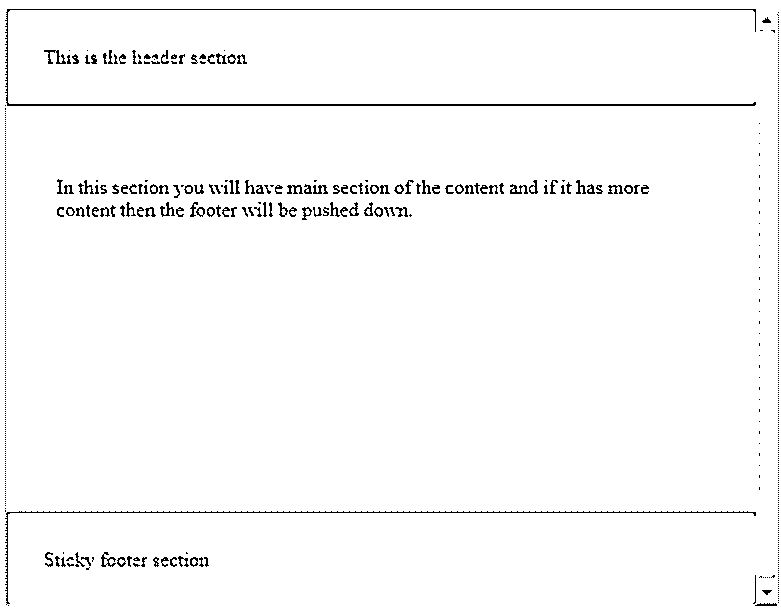 This is the header section
In this section you will have main section of the content and if it has more
content then the footer will be pushed down.
Sticky footer section